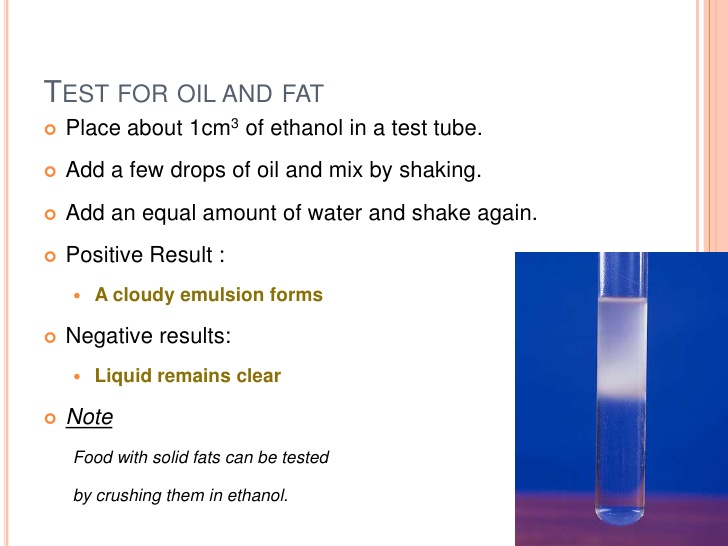 TEST FOR OIL AND FAT
Place about 1cm³ of ethanol in a test tube.
Add a few drops of oil and mix by shaking.
Add an equal amount of water and shake again.
Positive Result :
A cloudy emulsion forms
Negative results:
Liquid remains clear
Note
Food with solid fats can be tested
by crushing them in ethanol.